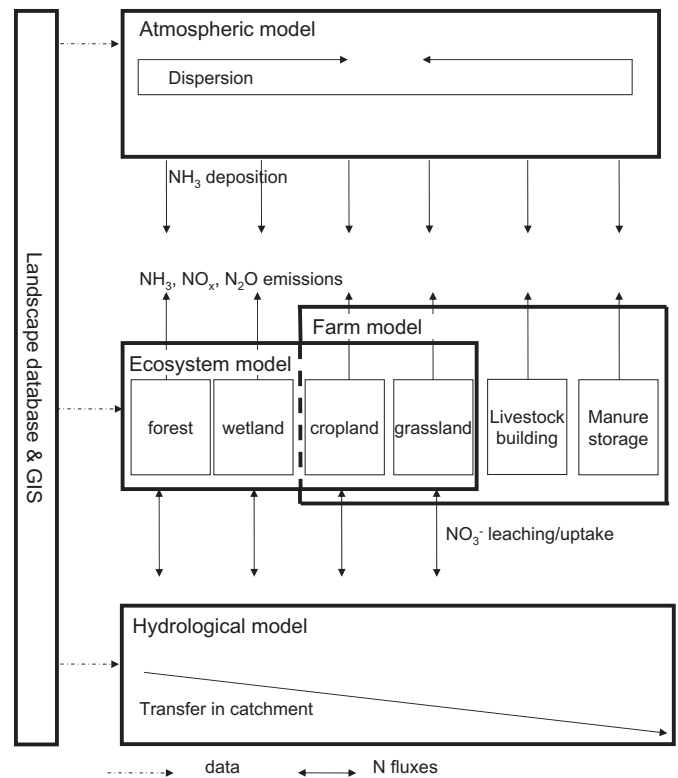 Atmospheric model
Dispersion
NH₃ deposition
Landscape database & GIS
NH₃, NOₓ, N₂O emissions
Farm model
Ecosystem model
forest
wetland
cropland
grassland
Livestock
building
Manure
storage
NO₃⁻ leaching/uptake
Hydrological model
Transfer in catchment
data
N fluxes